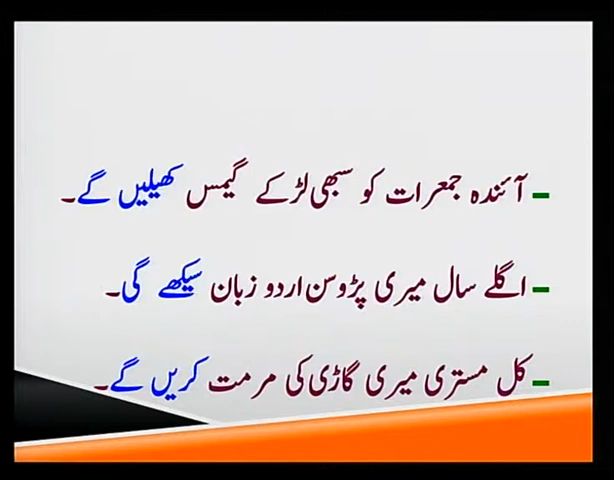 - آئندہ جمعرات کو سبھی لڑکے گیمس کھیلیں گے۔
- اگلے سال میری پڑوسن اردو زبان سیکھے گی۔
- کل مستری میری گاڑی کی مرمت کریں گے۔